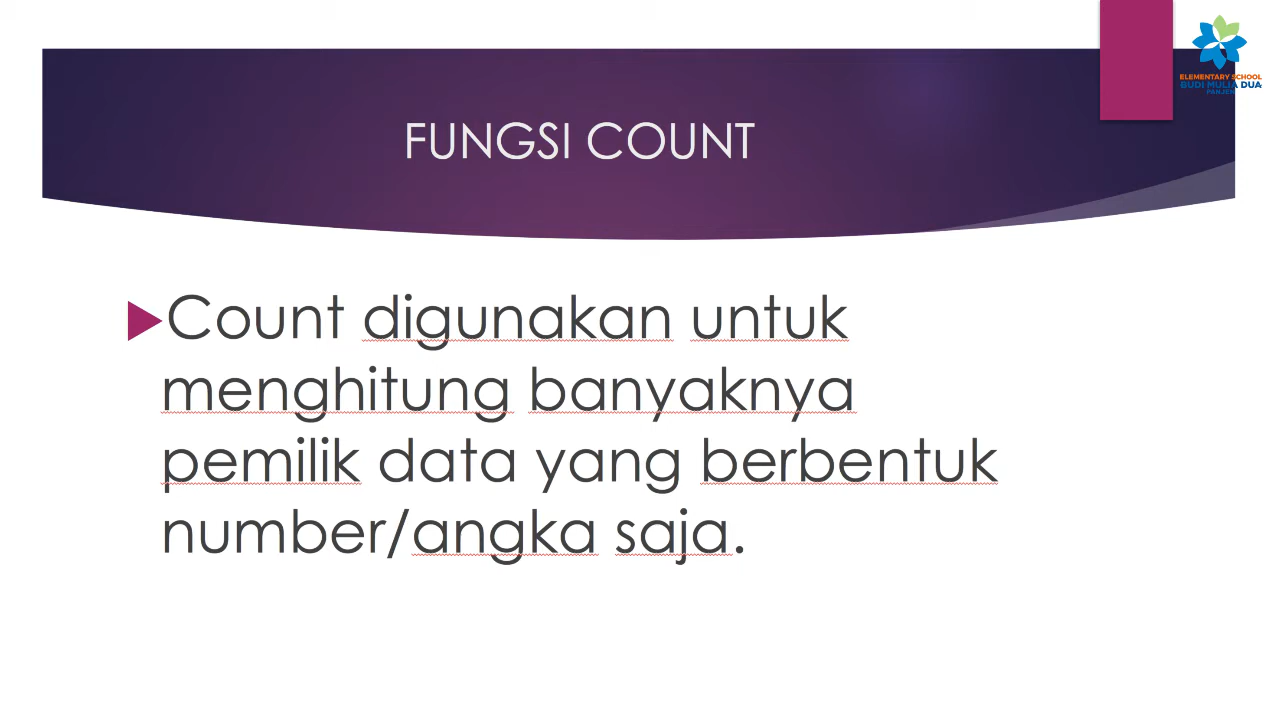 ELEMENTARY SCHOOL
BUDI MULIA DUA
PANJEN
FUNGSI COUNT
Count digunakan untuk
menghitung banyaknya
pemilik data yang berbentuk
number/angka saja.